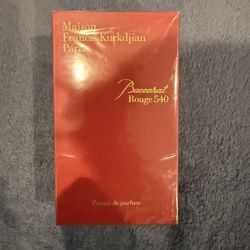 Maison
Francis Kurkdjian
Paris
Baccarat
Rouge 540
Extrait de parfum